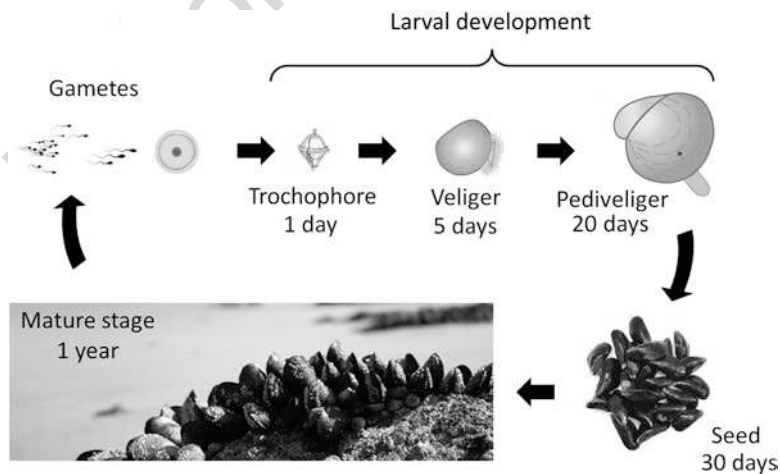 Larval development
Gametes
Trochophore
1 day
Veliger
5 days
Pediveliger
20 days
Mature stage
1 year
Seed
30 days